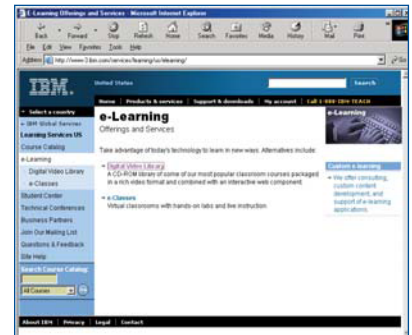 E-Learning Offerings and Services - Microsoft Internet Explorer
Back Forward Stop Refresh Home Search Favorites Media History Mail Print
File Edit View Favorites Tools Help
Address http://www-3.ibm.com/services/learning/us/elearning/
IBM.
United States
Search
Home | Products & services | Support & downloads | My account | Call 1-800-IBM-TEACH
Select a country
IBM Global Services
Learning Services US
Course Catalog
e-Learning
Digital Video Library
e-Classes
Student Center
Technical Conferences
Business Partners
Join Our Mailing List
Questions & Feedback
Site Help
Search Course Catalog:
All Courses
e-Learning
Offerings and Services
Take advantage of today's technology to learn in new ways. Alternatives include:
Digital Video Library
A CD-ROM library of some of our most popular classroom courses packaged
in a rich video format and combined with an interactive web component.
e-Classes
Virtual classrooms with hands-on labs and live instruction.
e-Learning
Custom e-learning
We offer consulting,
custom content
development, and
support of e-learning
applications.
About IBM | Privacy | Legal | Contact